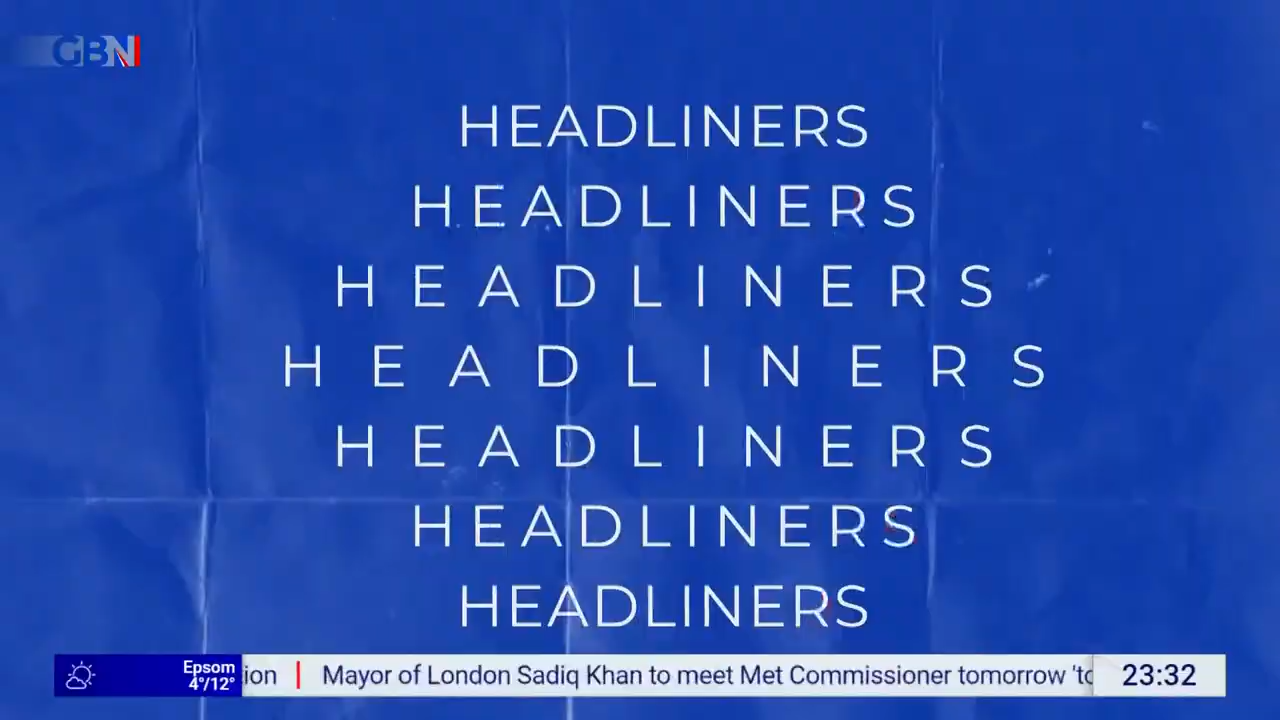 GBN
HEADLINERS
HEADLINERS
HEADLINERS
HEADLINERS
HEADLINERS
HEADLINERS
HEADLINERS
Epsom
4°/12°
ion | Mayor of London Sadiq Khan to meet Met Commissioner tomorrow 'to
23:32